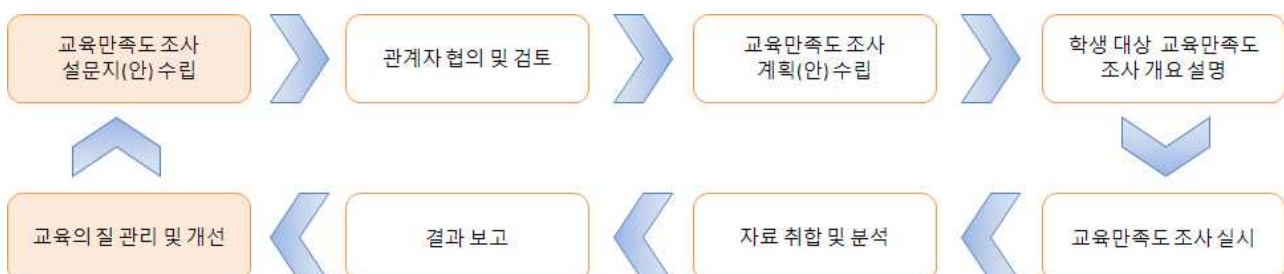 교육만족도 조사
설문지(안) 수립
관계자 협의 및 검토
교육만족도 조사
계획(안) 수립
학생 대상 교육만족도
조사 개요 설명
교육만족도 조사 실시
자료 취합 및 분석
결과 보고
교육의 질 관리 및 개선